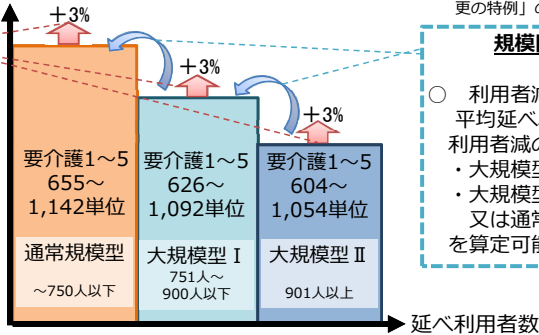 更の特例」の
+3%
+3%
+3%
要介護1～5
655～
1,142単位
通常規模型
～750人以下
要介護1～5
626～
1,092単位
大規模型Ⅰ
751人～
900人以下
要介護1～5
604～
1,054単位
大規模型Ⅱ
901人以上
延べ利用者数
規模
○ 利用者減
平均延べ
利用者減の
・大規模型
・大規模型
又は通常
を算定可能